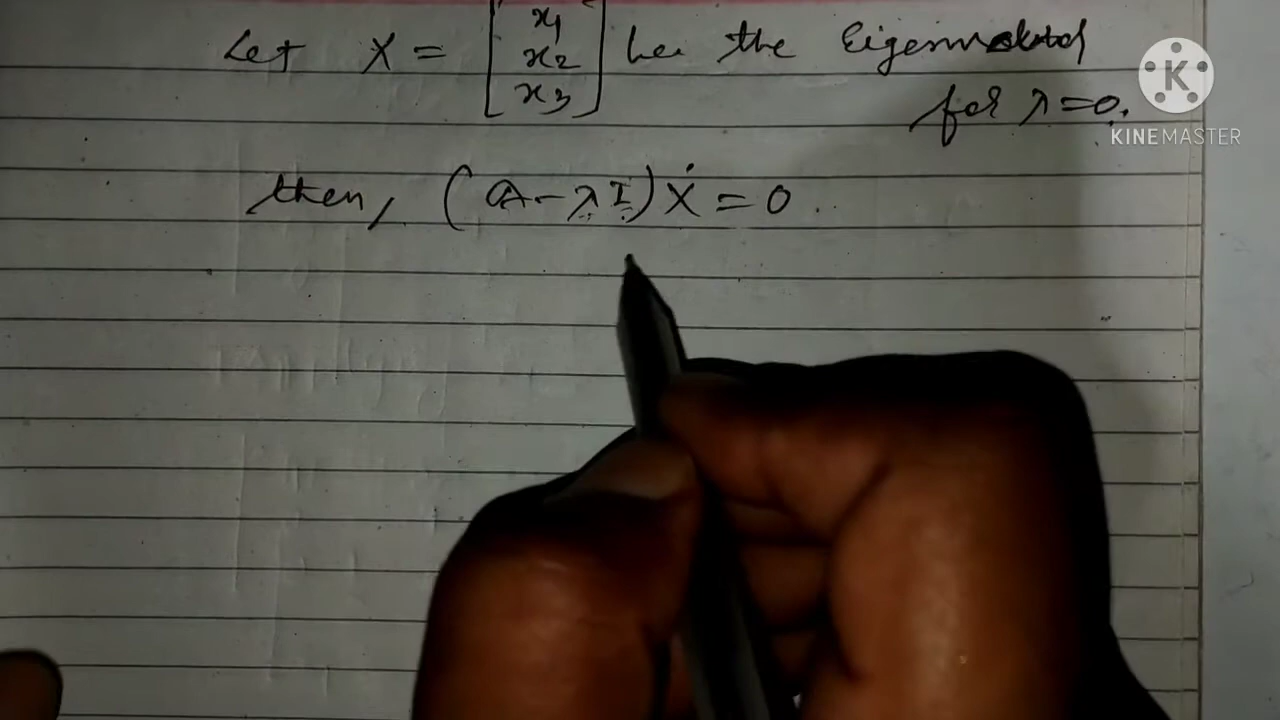 Let X = [x1 x2 x3] be the Eigenvector
for λ=0.
then, (A-λI)X = 0.
K
KINEMASTER